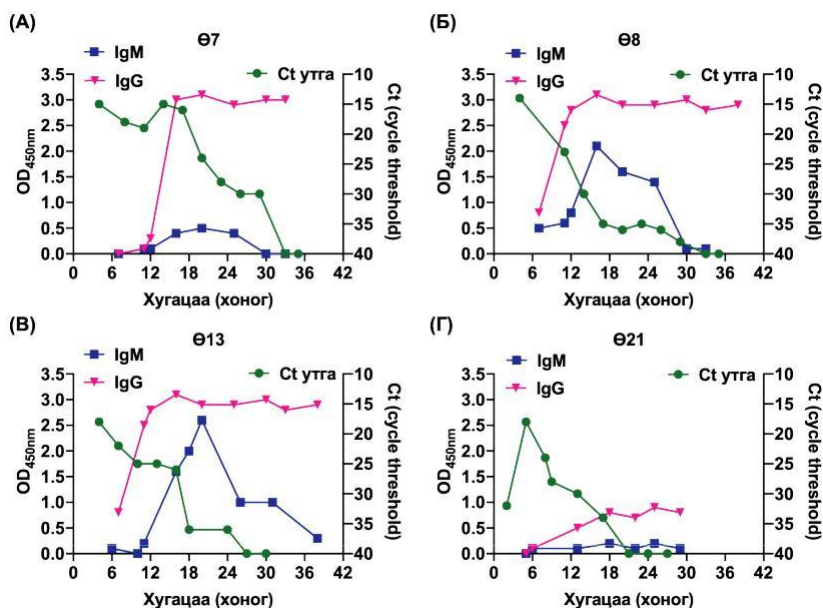 (А)
Ө7
IgM
IgG
Ct утга
3.5
3.0
2.5
2.0
1.5
1.0
0.5
0.0
OD450nm
10
15
20
25
30
35
40
Ct (cycle threshold)
0 6 12 18 24 30 36 42
Хугацаа (хоног)
(Б)
Ө8
IgM
IgG
Ct утга
3.5
3.0
2.5
2.0
1.5
1.0
0.5
0.0
OD450nm
10
15
20
25
30
35
40
Ct (cycle threshold)
0 6 12 18 24 30 36 42
Хугацаа (хоног)
(В)
Ө13
IgM
IgG
Ct утга
3.5
3.0
2.5
2.0
1.5
1.0
0.5
0.0
OD450nm
10
15
20
25
30
35
40
Ct (cycle threshold)
0 6 12 18 24 30 36 42
Хугацаа (хоног)
(Г)
Ө21
IgM
IgG
Ct утга
3.5
3.0
2.5
2.0
1.5
1.0
0.5
0.0
OD450nm
10
15
20
25
30
35
40
Ct (cycle threshold)
0 6 12 18 24 30 36 42
Хугацаа (хоног)